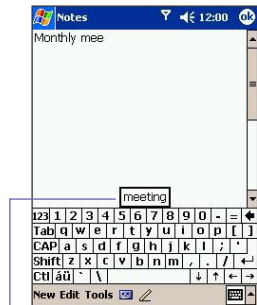 Notes 12:00 ok
Monthly mee
meeting
123 1 2 3 4 5 6 7 8 9 0 - =
Tab q w e r t y u i o p [ ]
CAP a s d f g h j k l ; '
Shift z x c v b n m , . /
Ctl áü ` \
New Edit Tools